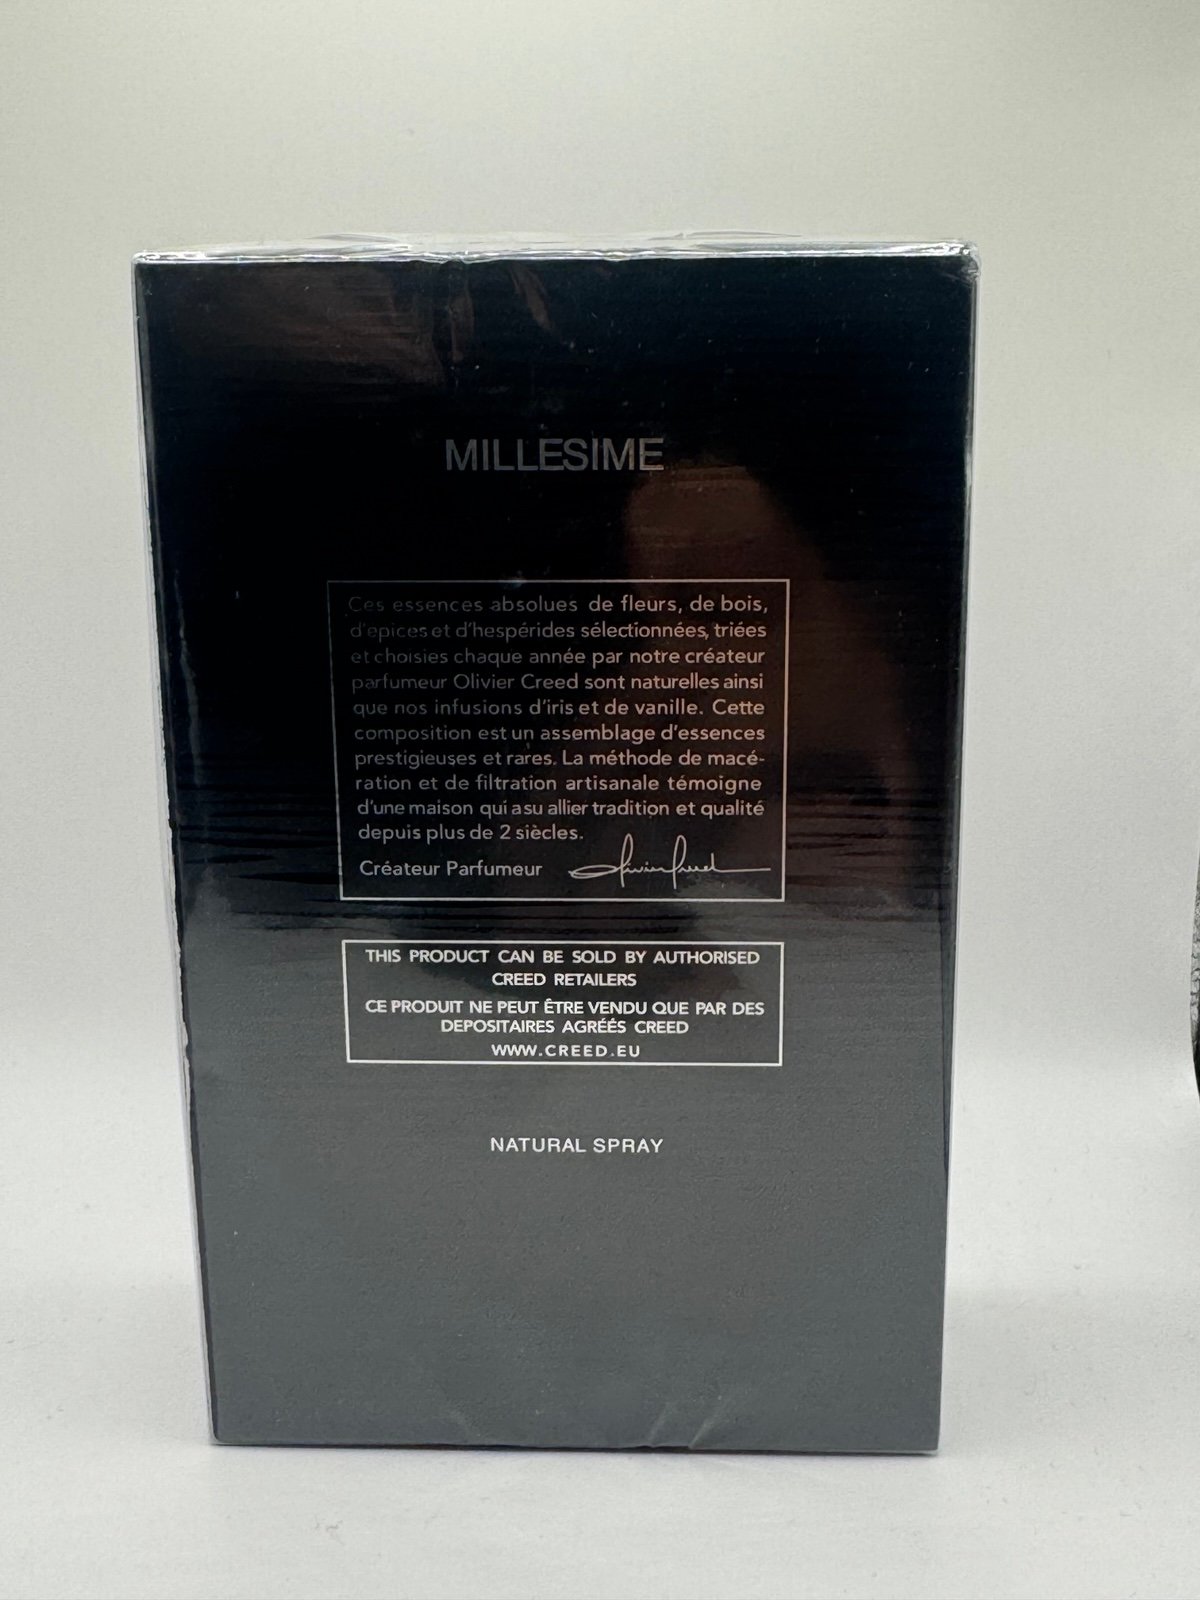 MILLESIME
Ces essences absolues de fleurs, de bois,
d'epices et d'hespérides sélectionnées, triées
et choisies chaque année par notre créateur
parfumeur Olivier Creed sont naturelles ainsi
que nos infusions d'iris et de vanille. Cette
composition est un assemblage d'essences
prestigieuses et rares. La méthode de macé-
ration et de filtration artisanale témoigne
d'une maison qui a su allier tradition et qualité
depuis plus de 2 siècles.
Créateur Parfumeur Olivier Creed
THIS PRODUCT CAN BE SOLD BY AUTHORISED
CREED RETAILERS
CE PRODUIT NE PEUT ÊTRE VENDU QUE PAR DES
DEPOSITAIRES AGRÉÉS CREED
WWW.CREED.EU
NATURAL SPRAY